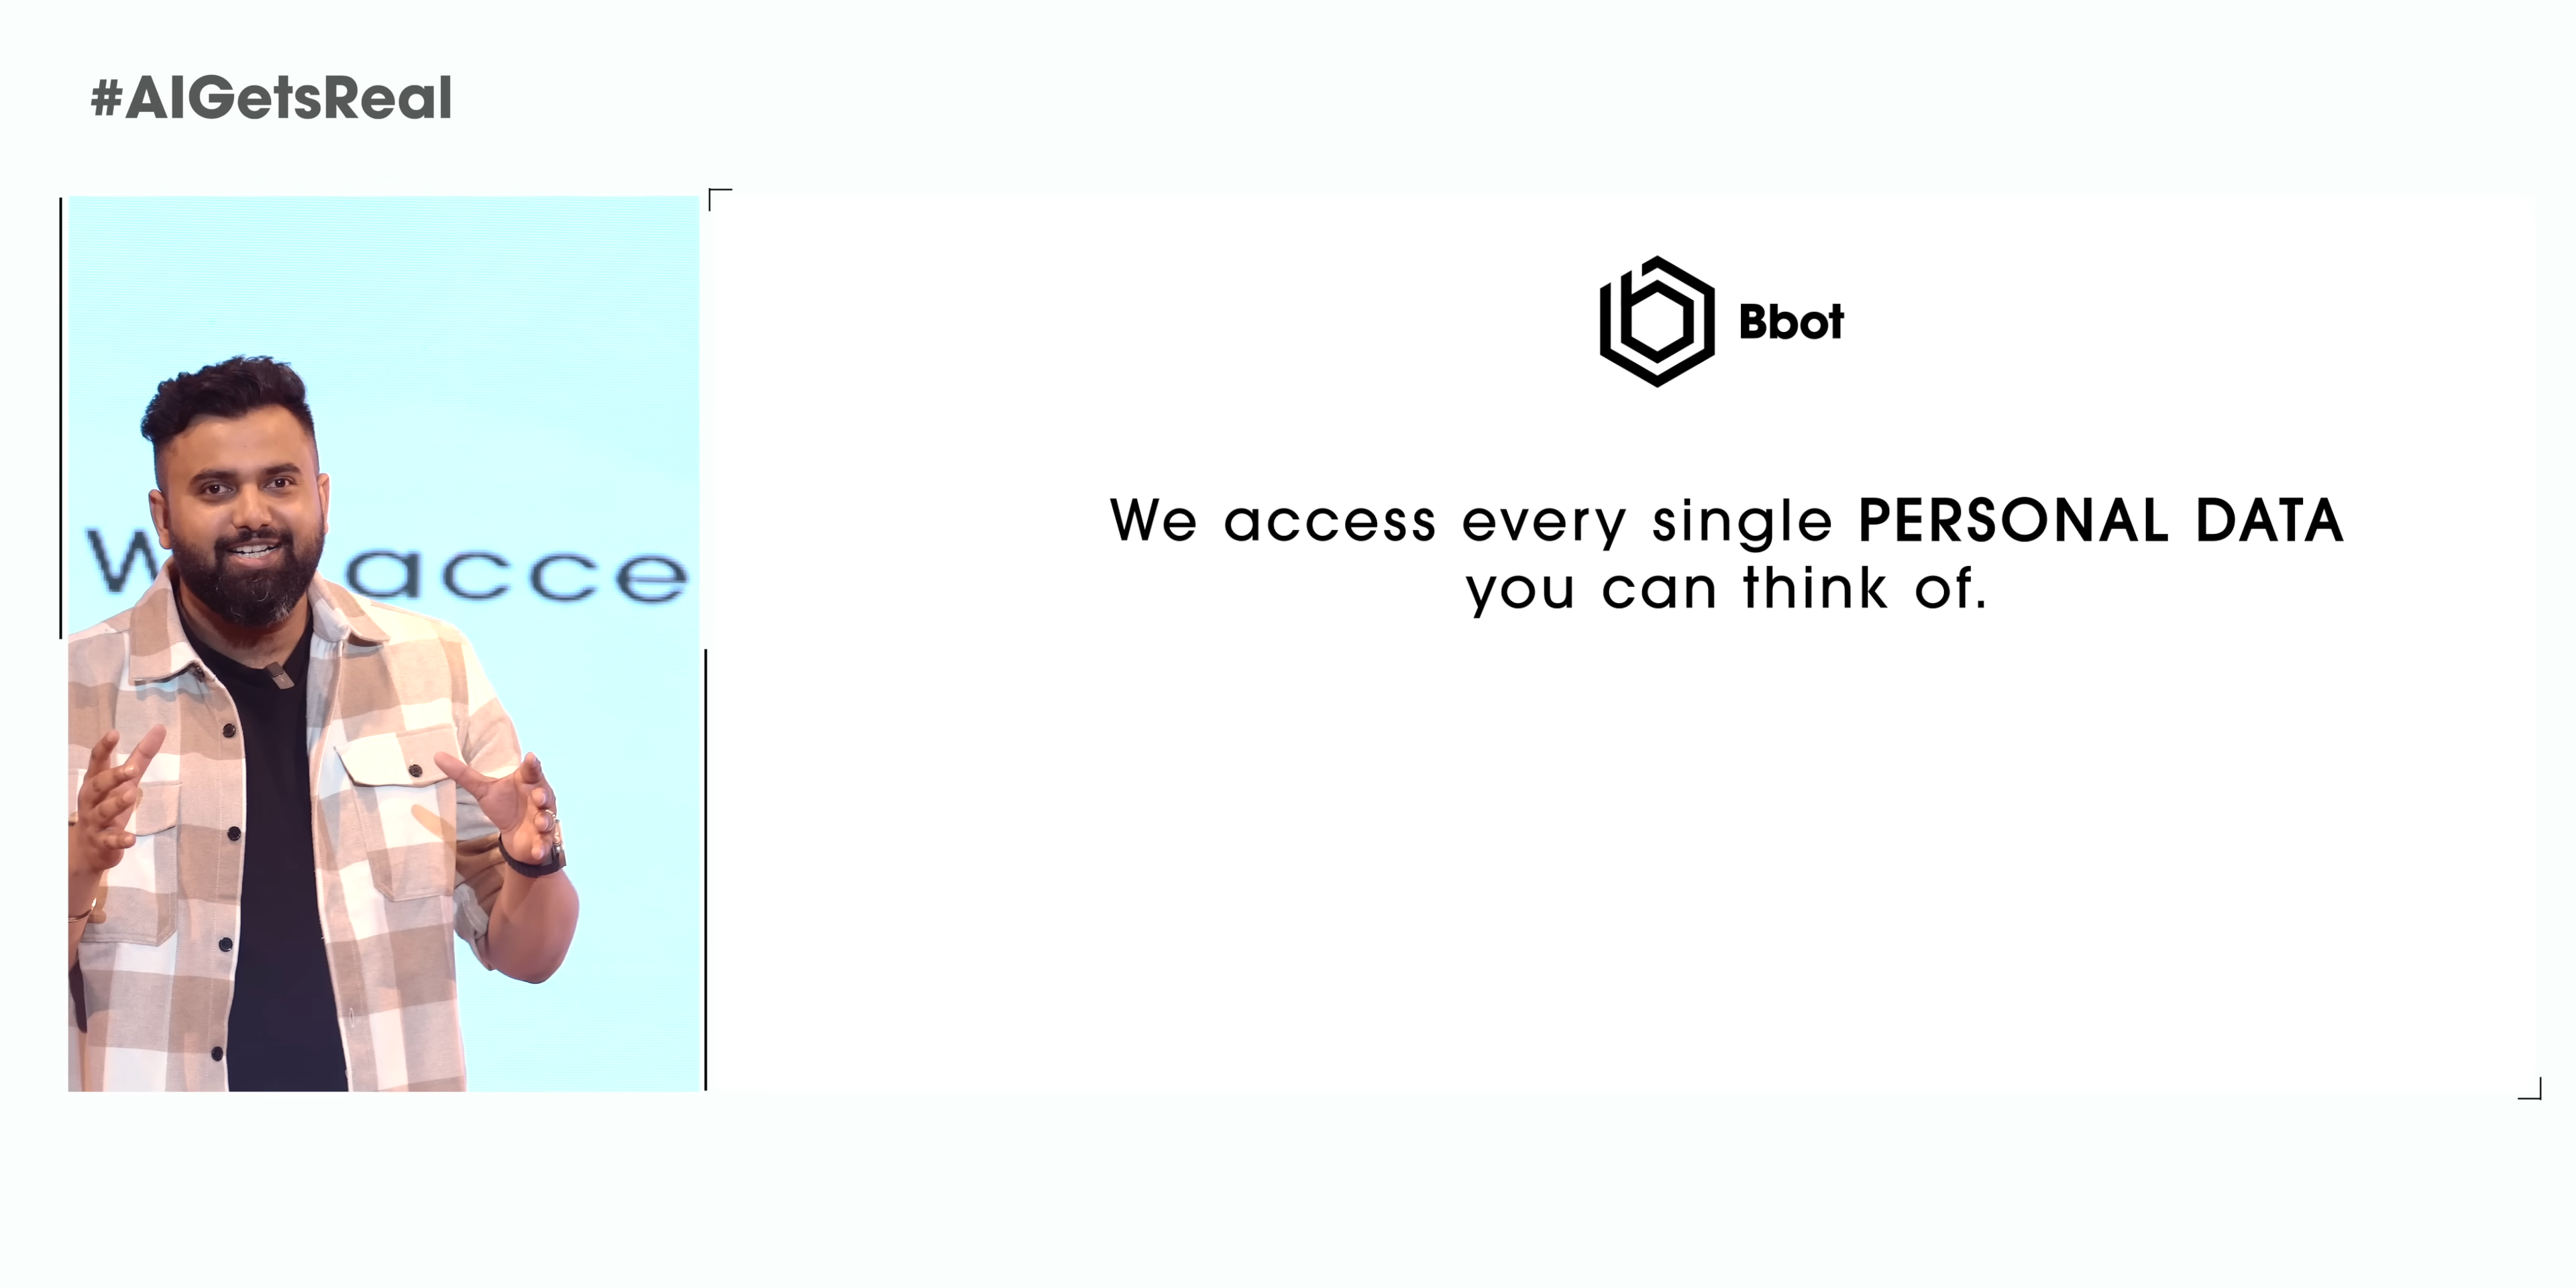 #AIGetsReal
Bbot
We access every single PERSONAL DATA
you can think of.
W acce